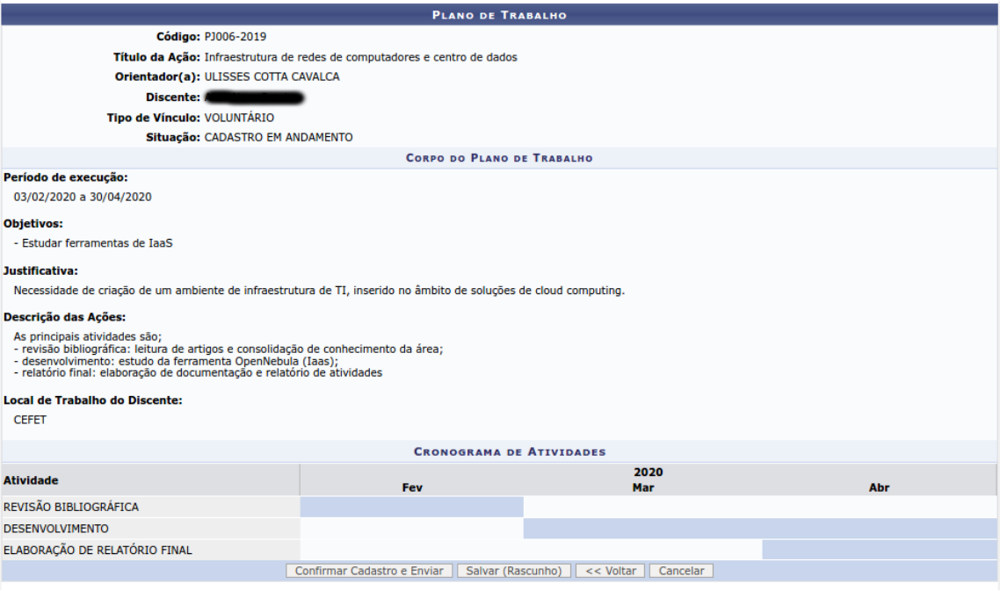 PLANO DE TRABALHO
Código: PJ006-2019
Título da Ação: Infraestrutura de redes de computadores e centro de dados
Orientador(a): ULISSES COTTA CAVALCA
Discente:
Tipo de Vínculo: VOLUNTÁRIO
Situação: CADASTRO EM ANDAMENTO
CORPO DO PLANO DE TRABALHO
Período de execução:
03/02/2020 a 30/04/2020
Objetivos:
- Estudar ferramentas de IaaS
Justificativa:
Necessidade de criação de um ambiente de infraestrutura de TI, inserido no âmbito de soluções de cloud computing.
Descrição das Ações:
As principais atividades são;
- revisão bibliográfica: leitura de artigos e consolidação de conhecimento da área;
- desenvolvimento: estudo da ferramenta OpenNebula (Iaas);
- relatório final: elaboração de documentação e relatório de atividades
Local de Trabalho do Discente:
CEFET
CRONOGRAMA DE ATIVIDADES
Atividade
2020
Fev Mar Abr
REVISÃO BIBLIOGRÁFICA
DESENVOLVIMENTO
ELABORAÇÃO DE RELATÓRIO FINAL
Confirmar Cadastro e Enviar Salvar (Rascunho) << Voltar Cancelar